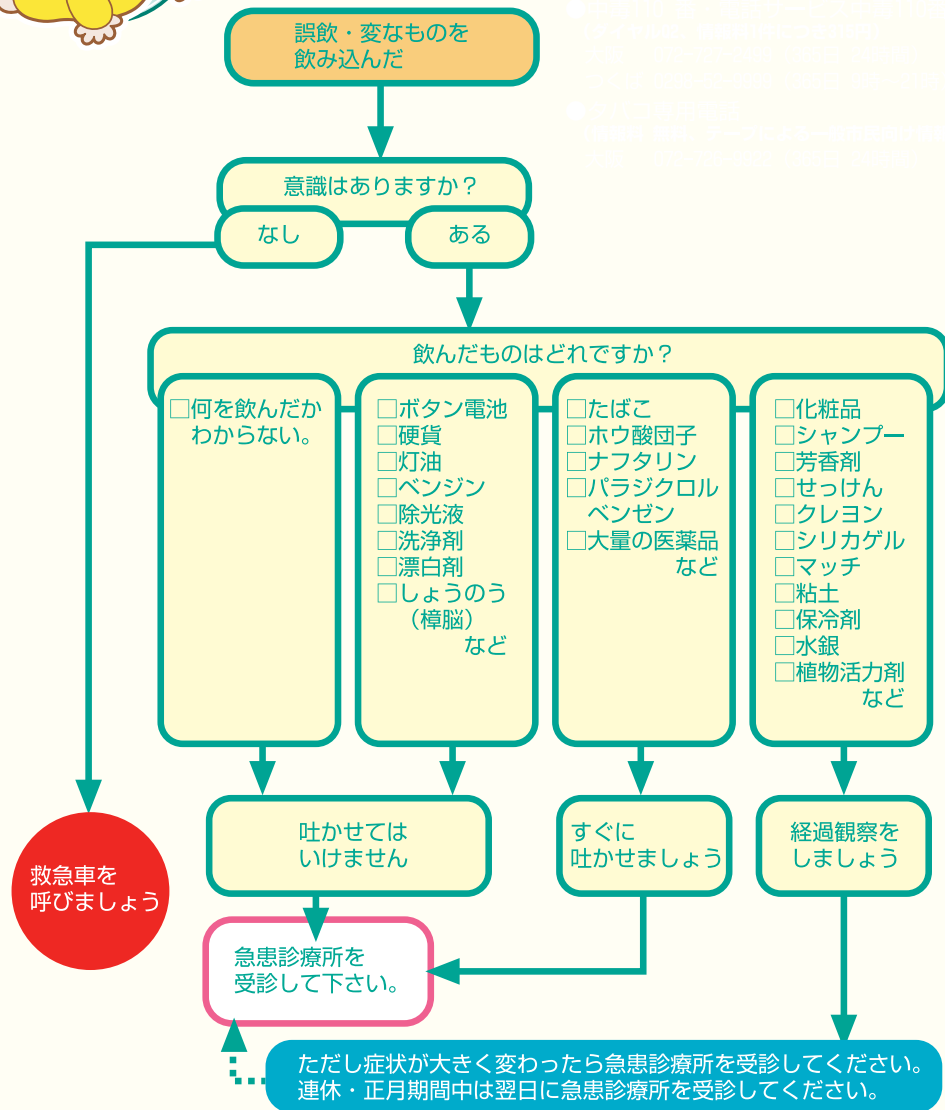 誤飲・変なものを
飲み込んだ
意識はありますか？
なし
ある
飲んだものはどれですか？
□何を飲んだか
わからない。
□ボタン電池
□硬貨
□灯油
□ベンジン
□除光液
□洗浄剤
□漂白剤
□しょうのう
（樟脳）
など
□たばこ
□ホウ酸団子
□ナフタリン
□パラジクロル
ベンゼン
□大量の医薬品
など
□化粧品
□シャンプー
□芳香剤
□せっけん
□クレヨン
□シリカゲル
□マッチ
□粘土
□保冷剤
□水銀
□植物活力剤
など
吐かせては
いけません
すぐに
吐かせましょう
経過観察を
しましょう
救急車を
呼びましょう
急患診療所を
受診して下さい。
ただし症状が大きく変わったら急患診療所を受診してください。
連休・正月期間中は翌日に急患診療所を受診してください。